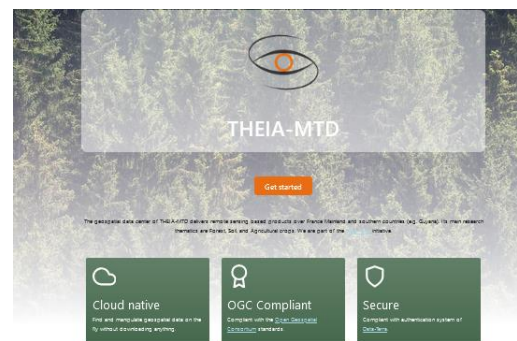 THEIA-MTD
Get started
The geospatial data center of THEIA-MTD delivers remote sensing based products over France Mainland and southern countries (eg. Guyana). Its main research
thematics are Forest, Soil, and Agricultural crops. We are part of the initiative.
Cloud native
Find and manipulate geospatial data on the
fly without downloading anything.
OGC Compliant
Compliant with the Open Geospatial
Consortium standards.
Secure
Compliant with authentication system of
Data-Terra.